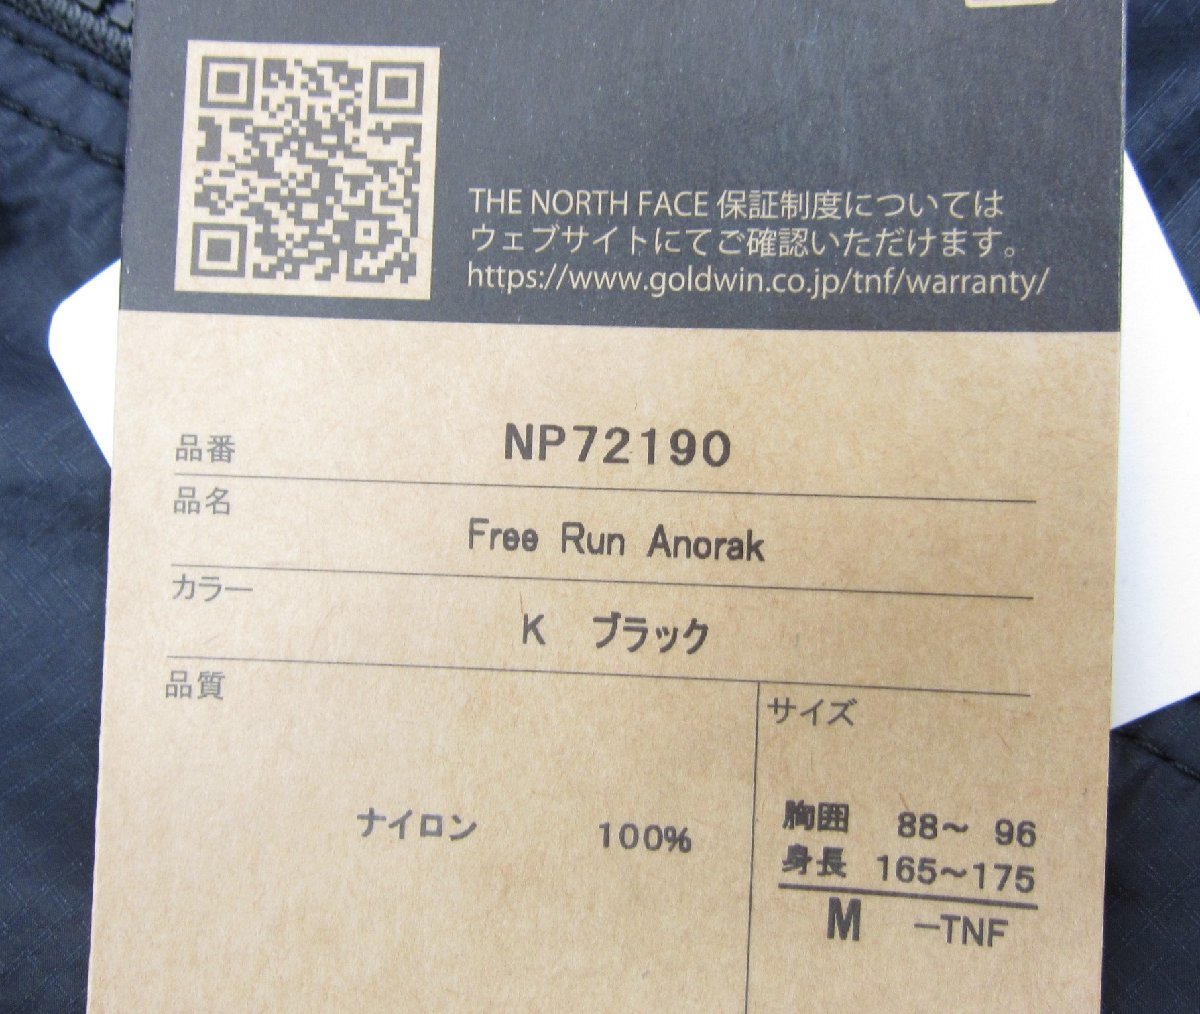 THE NORTH FACE 保証制度については
ウェブサイトにてご確認いただけます。
https://www.goldwin.co.jp/tnf/warranty/
品番 NP72190
品名
Free Run Anorak
カラー
K ブラック
品質
サイズ
ナイロン 100%
胸囲 88~ 96
身長 165~175
M -TNF